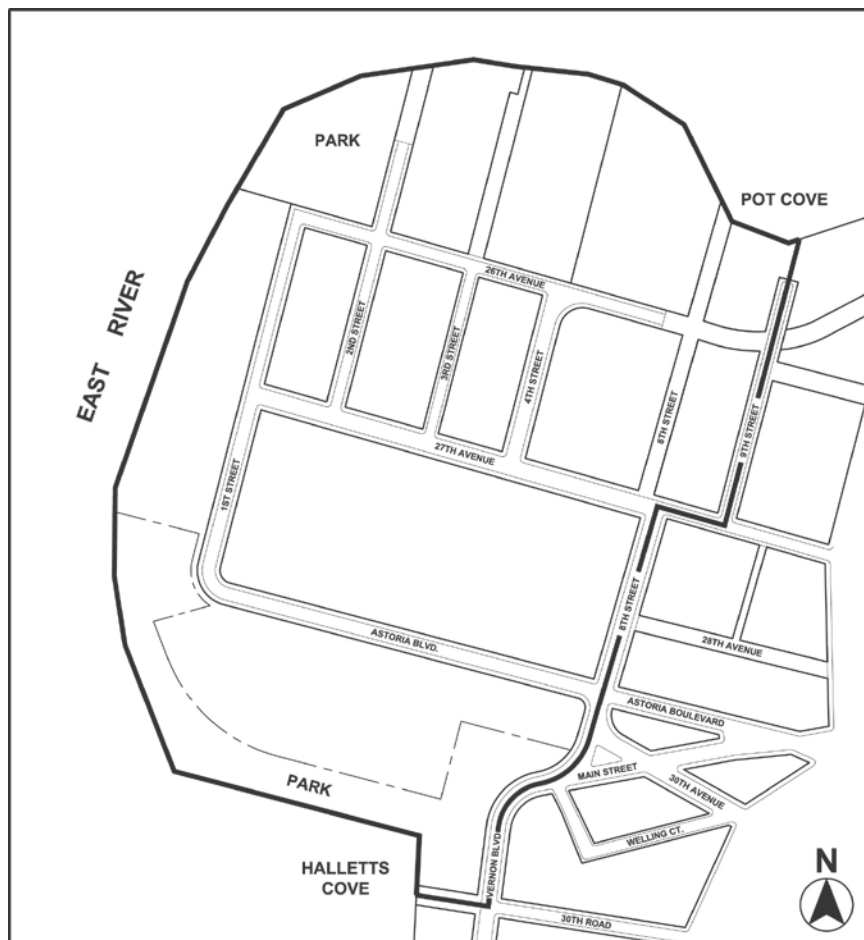 PARK
POT COVE
26TH AVENUE
EAST RIVER
2ND STREET
3RD STREET
4TH STREET
8TH STREET
9TH STREET
27TH AVENUE
1ST STREET
8TH STREET
28TH AVENUE
ASTORIA BLVD.
ASTORIA BOULEVARD
MAIN STREET
30TH AVENUE
PARK
WELLING CT.
HALLETTS
COVE
VERNON BLVD
30TH ROAD
N